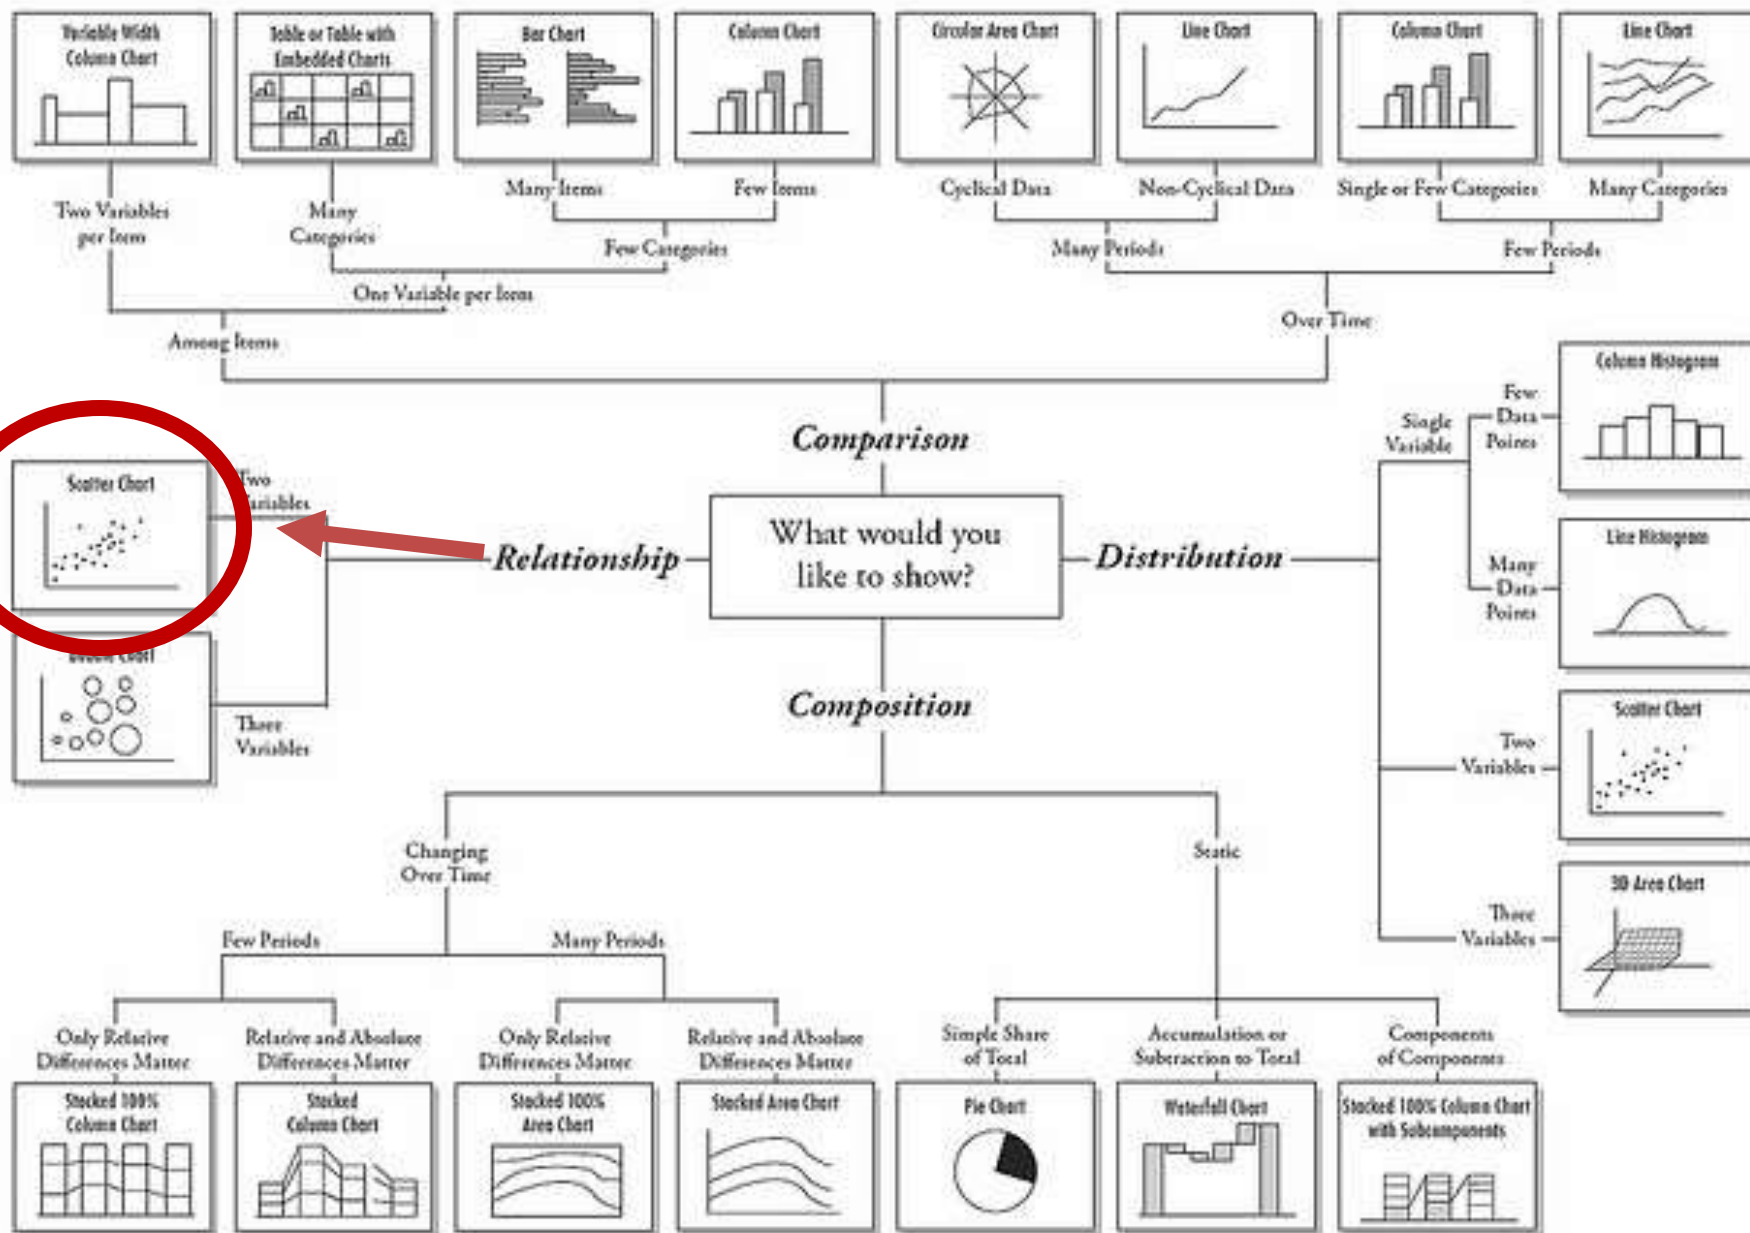 Variable Width
Column Chart
Table or Table with
Embedded Charts
Bar Chart
Column Chart
Circular Area Chart
Line Chart
Column Chart
Line Chart
Two Variables
per Item
Many
Categories
Many Items
Few Items
Cyclical Data
Non-Cyclical Data
Single or Few Categories
Many Categories
Few Categories
Many Periods
Few Periods
One Variable per Item
Among Items
Over Time
Comparison
What would you
like to show?
Relationship
Two
Variables
Scatter Chart
Three
Variables
Bubble Chart
Distribution
Single
Variable
Few
Data
Points
Column Histogram
Many
Data
Points
Line Histogram
Two
Variables
Scatter Chart
Three
Variables
3D Area Chart
Composition
Changing
Over Time
Static
Few Periods
Many Periods
Only Relative
Differences Matter
Relative and Absolute
Differences Matter
Only Relative
Differences Matter
Relative and Absolute
Differences Matter
Simple Share
of Total
Accumulation or
Subtraction to Total
Components
of Components
Stacked 100%
Column Chart
Stacked
Column Chart
Stacked 100%
Area Chart
Stacked Area Chart
Pie Chart
Waterfall Chart
Stacked 100% Column Chart
with Subcomponents